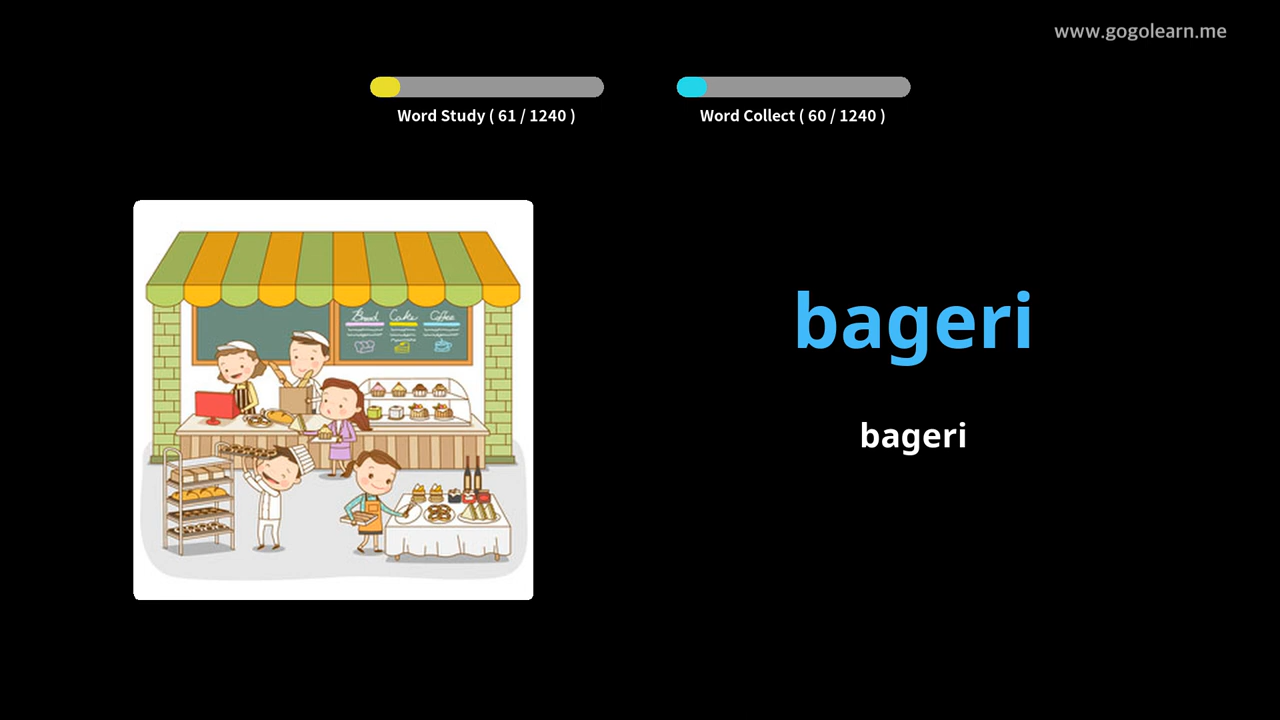 www.gogolearn.me
Word Study ( 61 / 1240 )
Word Collect ( 60 / 1240 )
Bread Cake Coffee
bageri
bageri